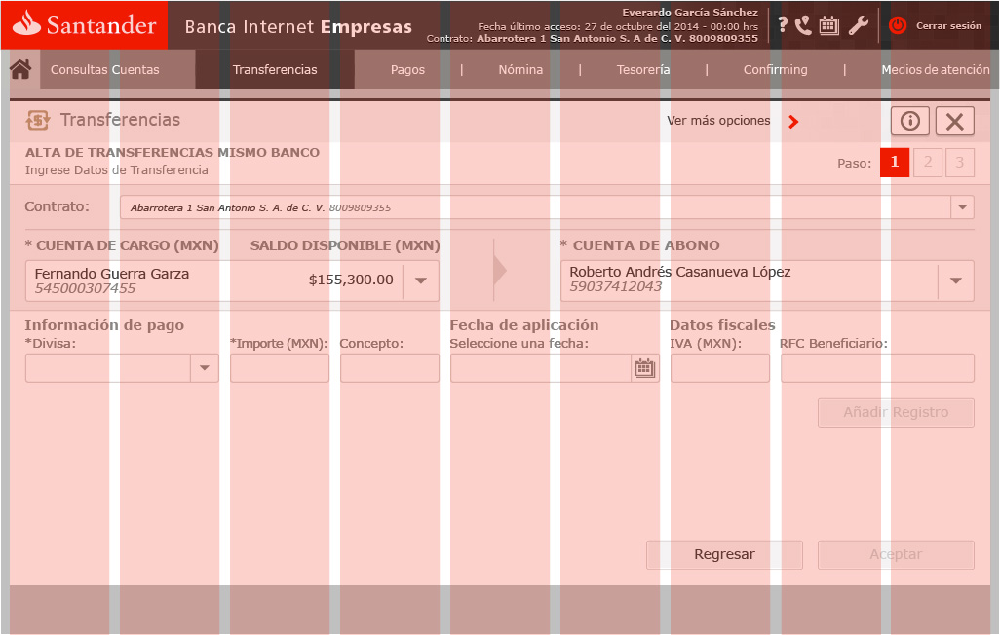 Santander
Banca Internet Empresas
Everardo García Sánchez
Fecha último acceso: 27 de octubre del 2014 - 00:00 hrs
Contrato: Abarrotera 1 San Antonio S. A de C. V. 8009809355
?
Cerrar sesión
Consultas Cuentas
Transferencias
Pagos
|
Nómina
|
Tesorería
|
Confirming
|
Medios de atención
$ Transferencias
Ver más opciones
ALTA DE TRANSFERENCIAS MISMO BANCO
Ingrese Datos de Transferencia
Paso: 1 2 3
Contrato: Abarrotera 1 San Antonio S. A. de C. V. 8009809355
* CUENTA DE CARGO (MXN) SALDO DISPONIBLE (MXN)
* CUENTA DE ABONO
Fernando Guerra Garza
545000307455
$155,300.00
Roberto Andrés Casanueva López
59037412043
Información de pago
Fecha de aplicación
Datos fiscales
*Divisa:
*Importe (MXN):
Concepto:
Seleccione una fecha:
IVA (MXN):
RFC Beneficiario:
Añadir Registro
Regresar
Aceptar